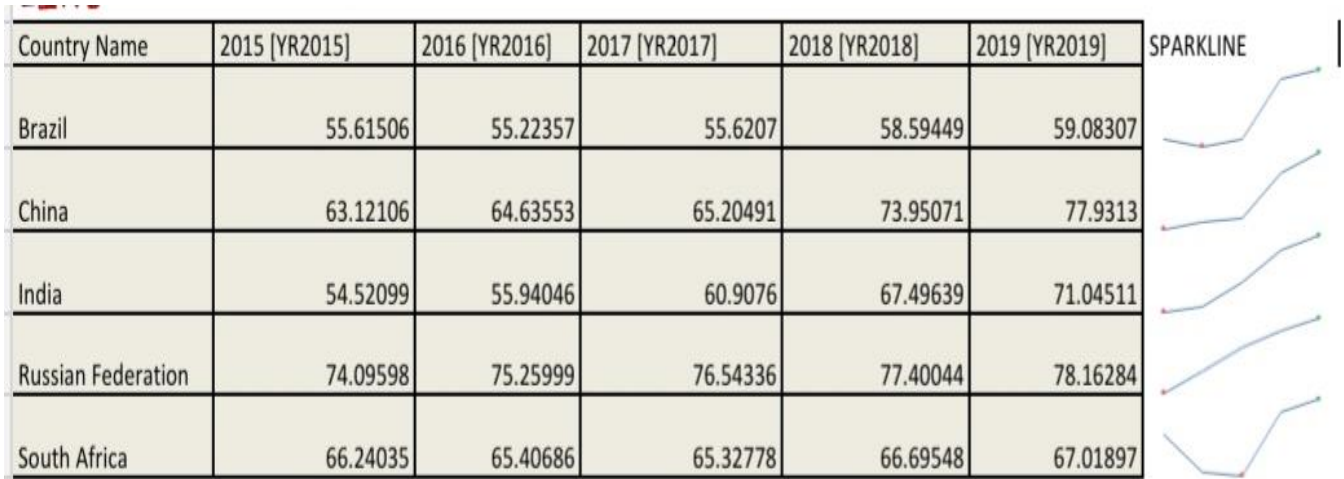 Country Name 2015 [YR2015] 2016 [YR2016] 2017 [YR2017] 2018 [YR2018] 2019 [YR2019] SPARKLINE
Brazil 55.61506 55.22357 55.6207 58.59449 59.08307
China 63.12106 64.63553 65.20491 73.95071 77.9313
India 54.52099 55.94046 60.9076 67.49639 71.04511
Russian Federation 74.09598 75.25999 76.54336 77.40044 78.16284
South Africa 66.24035 65.40686 65.32778 66.69548 67.01897